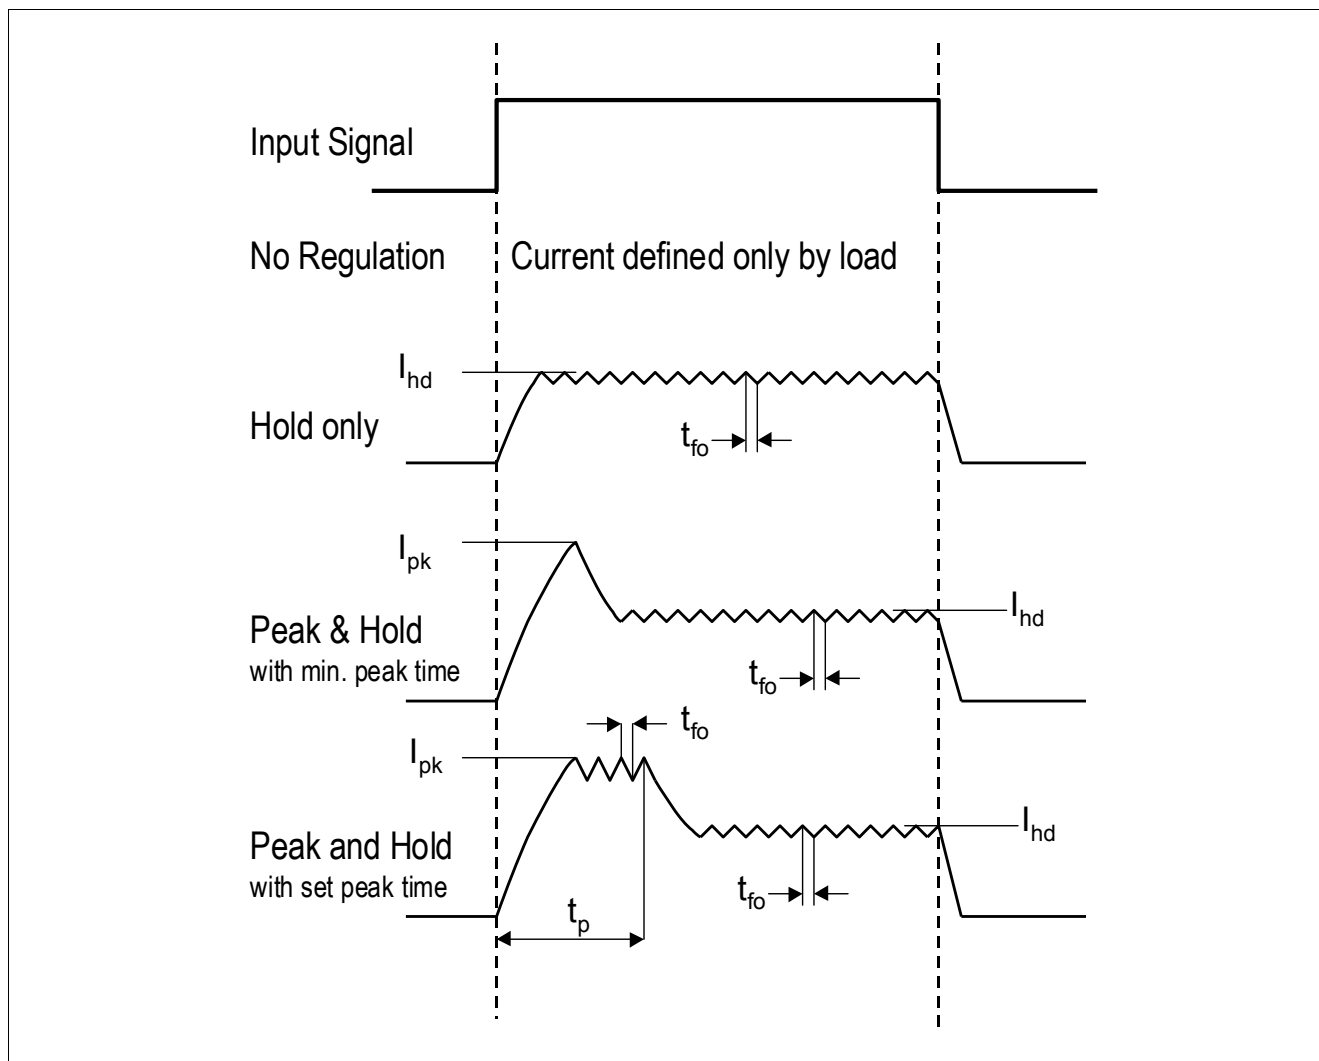 Input Signal
No Regulation Current defined only by load
Ihd
Hold only
tfo
Ipk
Ihd
Peak & Hold
with min. peak time
tfo
tfo
Ipk
Ihd
Peak and Hold
with set peak time
tfo
tp